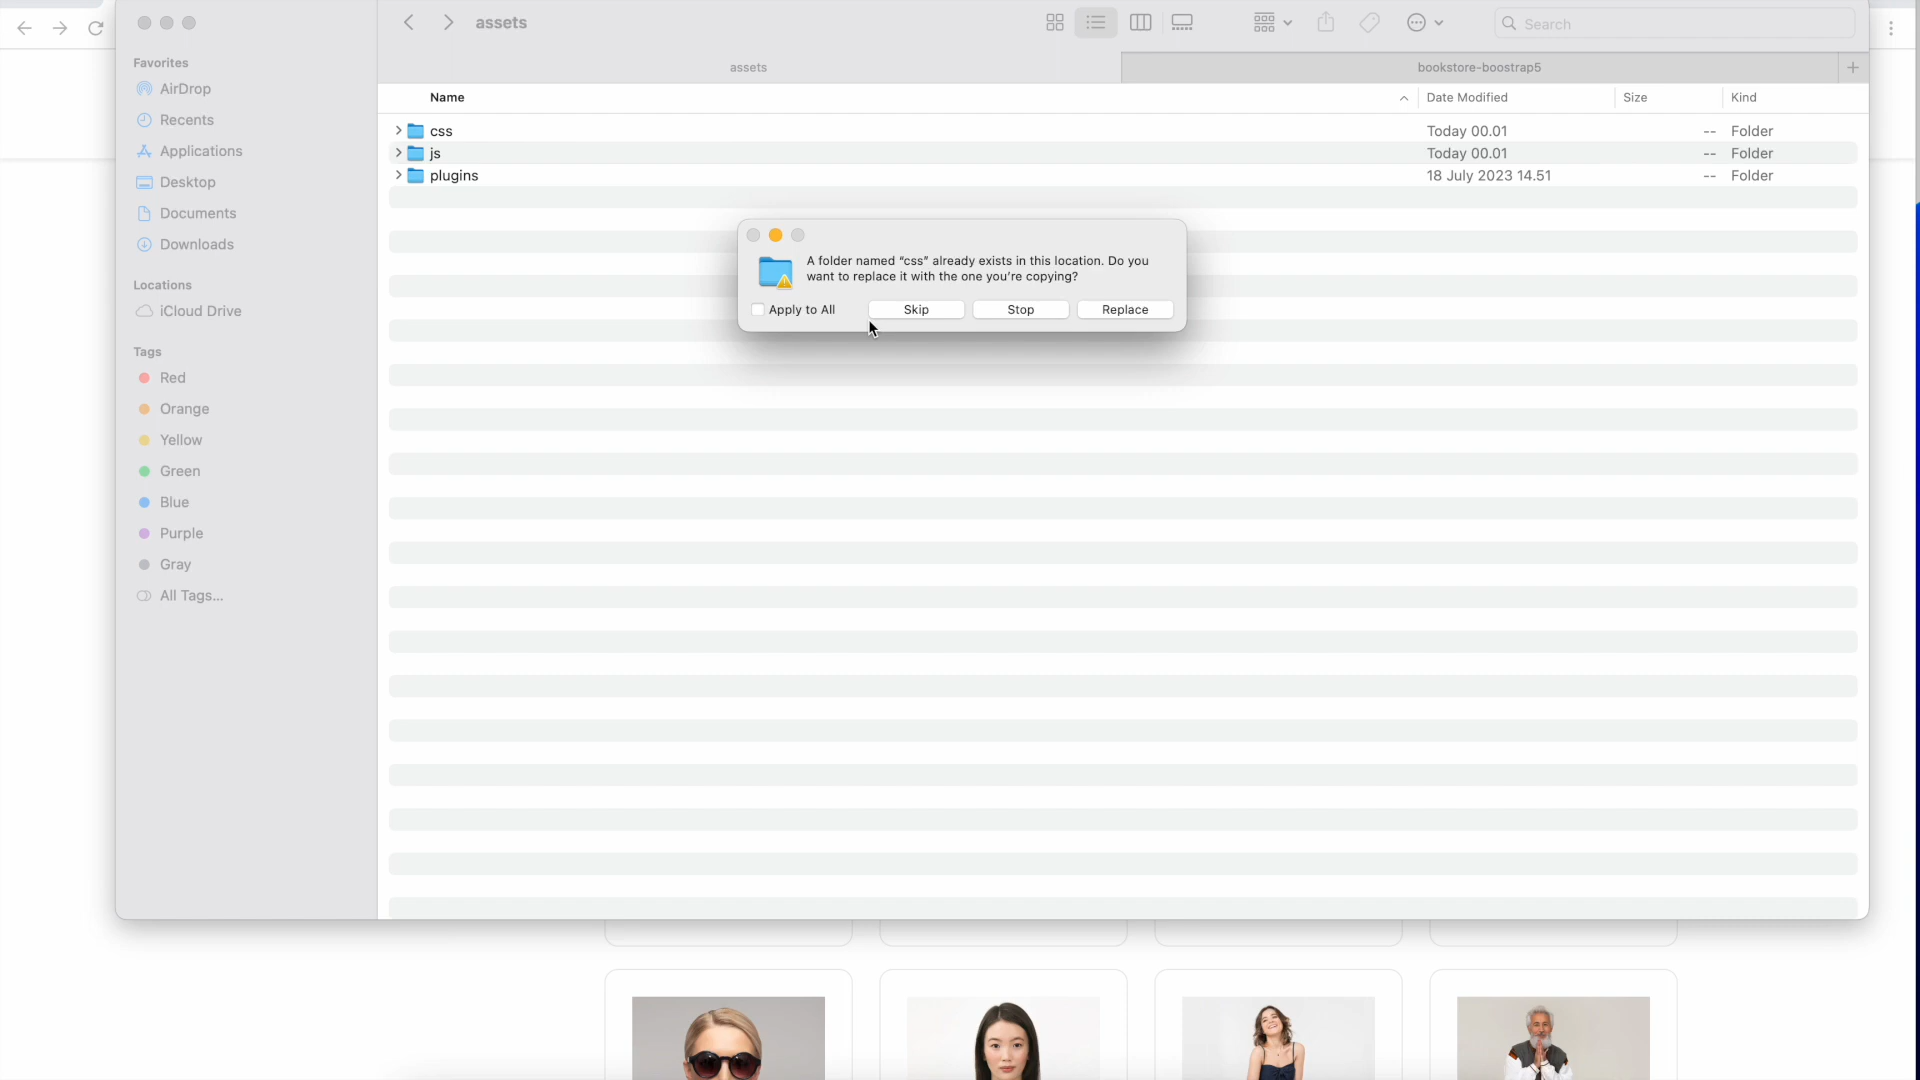 assets
Search
assets
bookstore-boostrap5
Favorites
AirDrop
Recents
Applications
Desktop
Documents
Downloads
Locations
iCloud Drive
Tags
Red
Orange
Yellow
Green
Blue
Purple
Gray
All Tags...
Name Date Modified Size Kind
css Today 00.01 -- Folder
js Today 00.01 -- Folder
plugins 18 July 2023 14.51 -- Folder
A folder named “css” already exists in this location. Do you
want to replace it with the one you’re copying?
Apply to All Skip Stop Replace